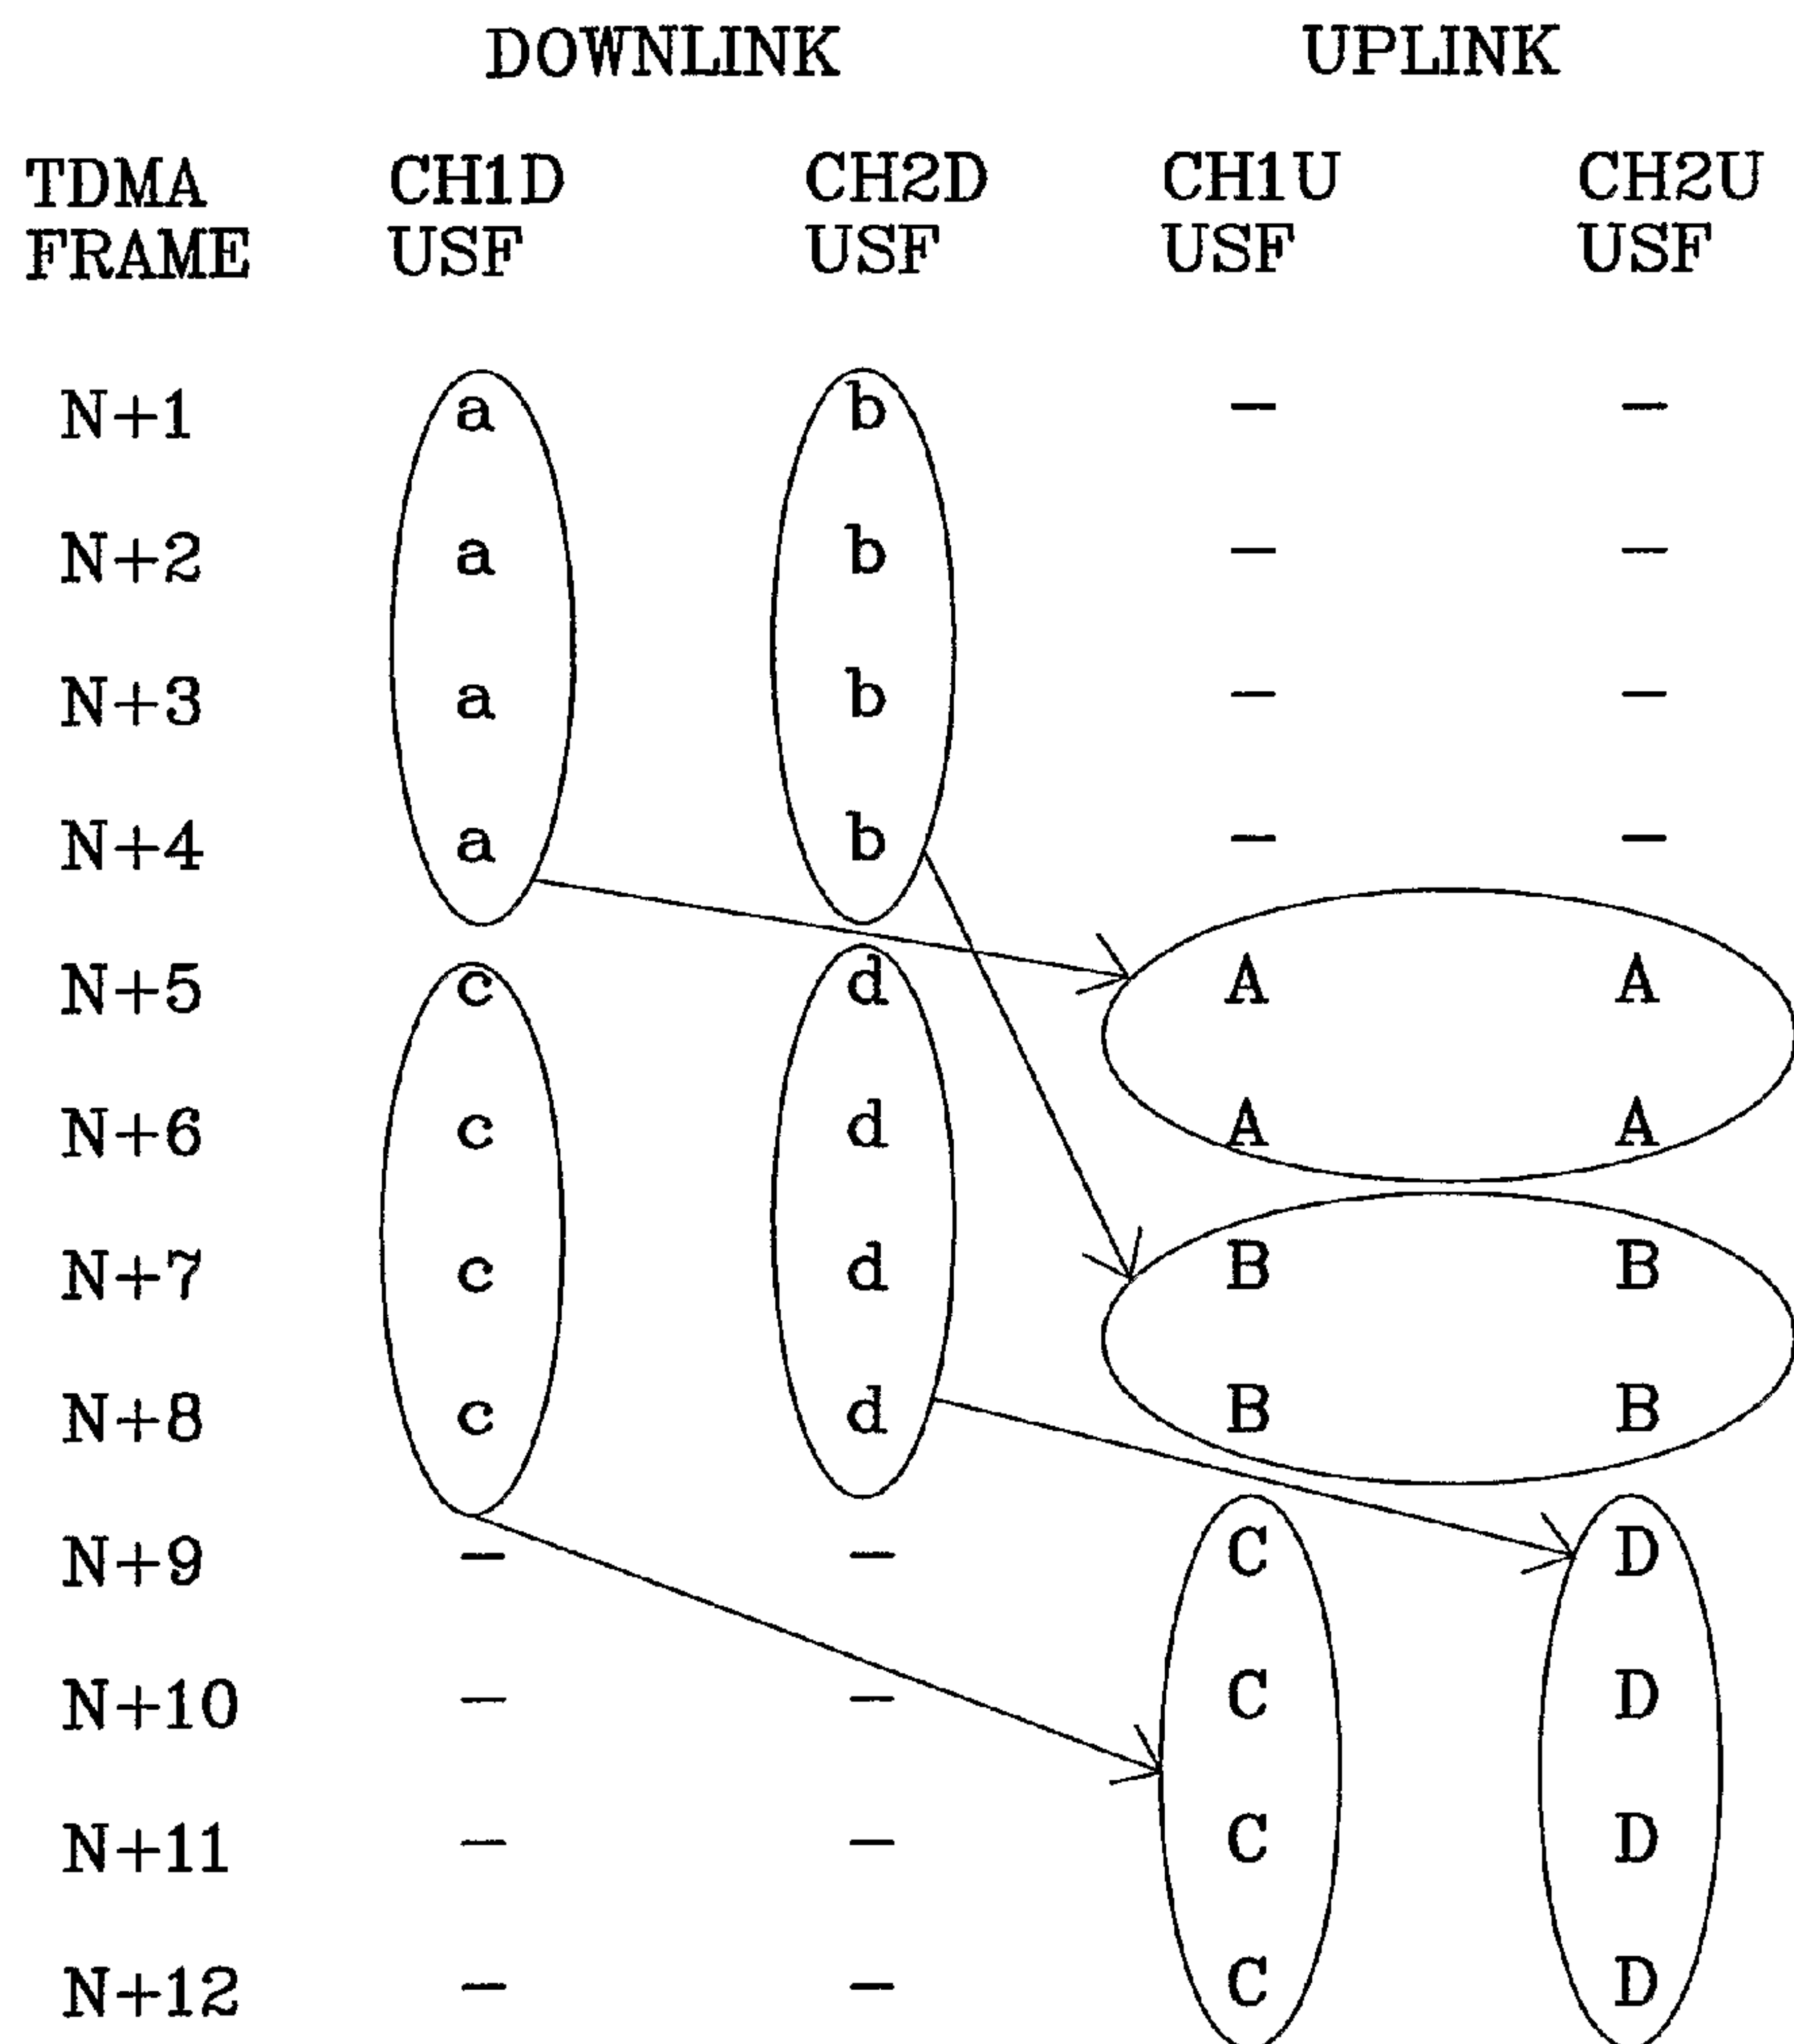 DOWNLINK UPLINK
TDMA CH1D CH2D CH1U CH2U
FRAME USF USF USF USF
N+1 a b - -
N+2 a b - -
N+3 a b - -
N+4 a b - -
N+5 c d A A
N+6 c d A A
N+7 c d B B
N+8 c d B B
N+9 - - C D
N+10 - - C D
N+11 - - C D
N+12 - - C D